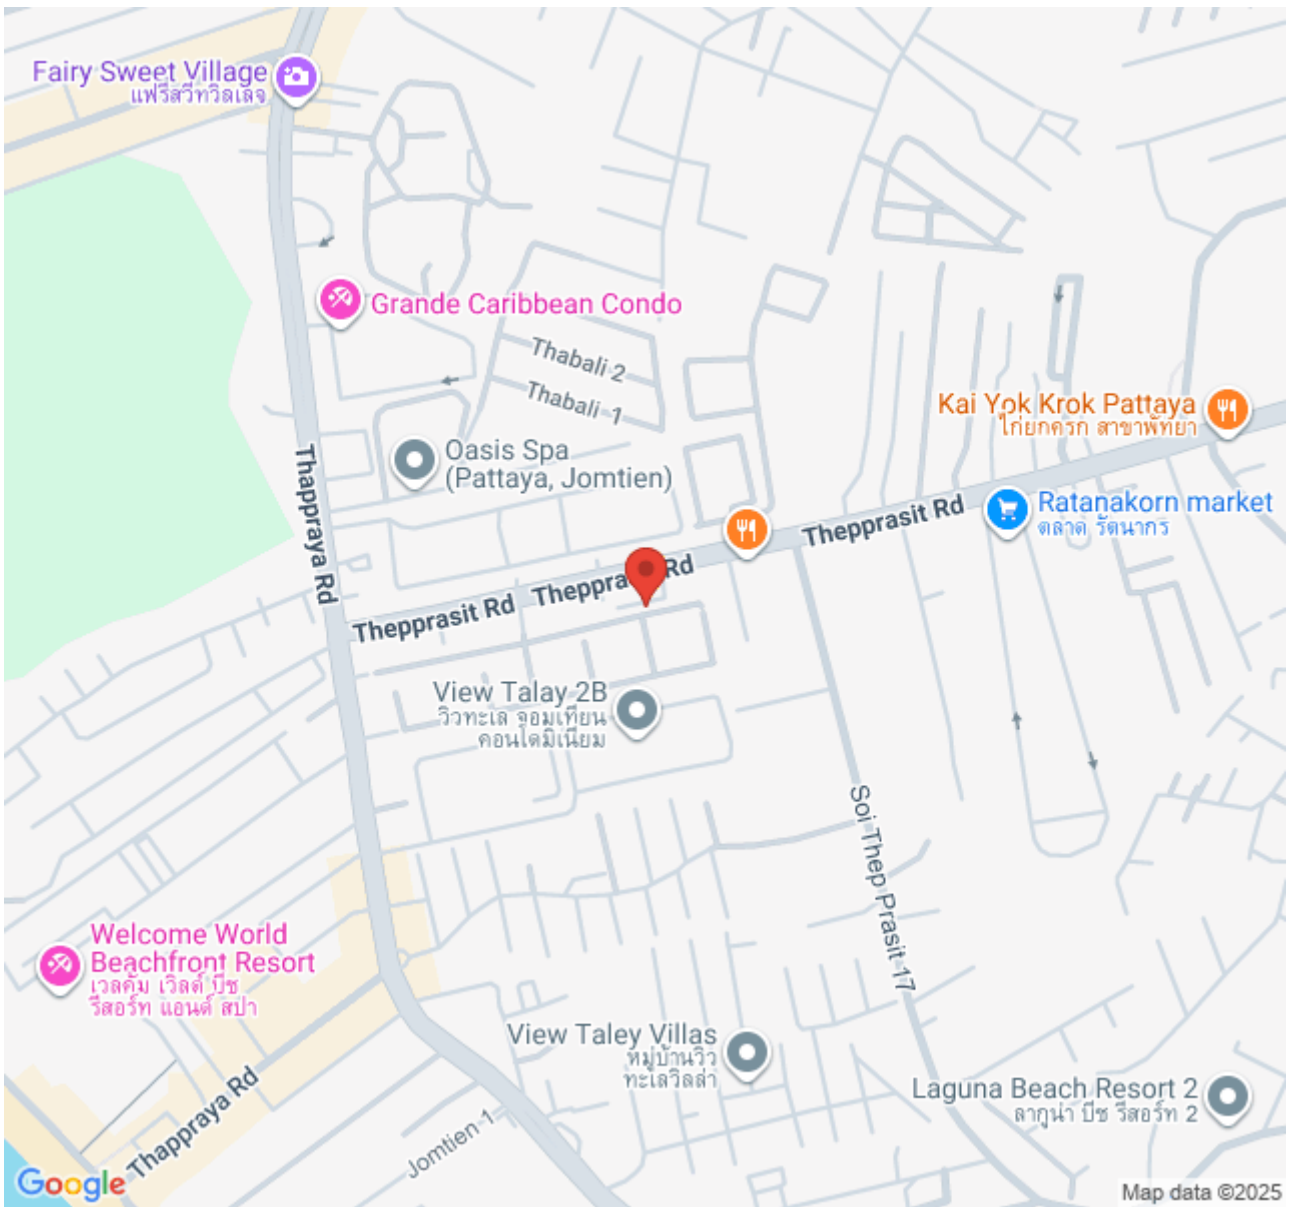 Fairy Sweet Village
แฟรีสวีทวิลเลจ
Grande Caribbean Condo
Thabali 2
Thabali 1
Kai Yok Krok Pattaya
ไก่ยกครก สาขาพัทยา
Oasis Spa
(Pattaya, Jomtien)
Thappraya Rd
Ratanakorn market
ตลาด รัตนากร
Thepprasit Rd
Thepprasit Rd
Theppra Rd
View Talay 2B
วิวทะเล จอมเทียน
คอนโดมิเนียม
Soi Thep Prasit 17
Welcome World
Beachfront Resort
เวลคัม เวิลด์ บีช
รีสอร์ท แอนด์ สปา
View Taley Villas
หมู่บ้านวิว
ทะเลวิลล่า
Laguna Beach Resort 2
ลากูน่า บีช รีสอร์ท 2
Thappraya Rd
Jomtien 1
Google
Map data ©2025